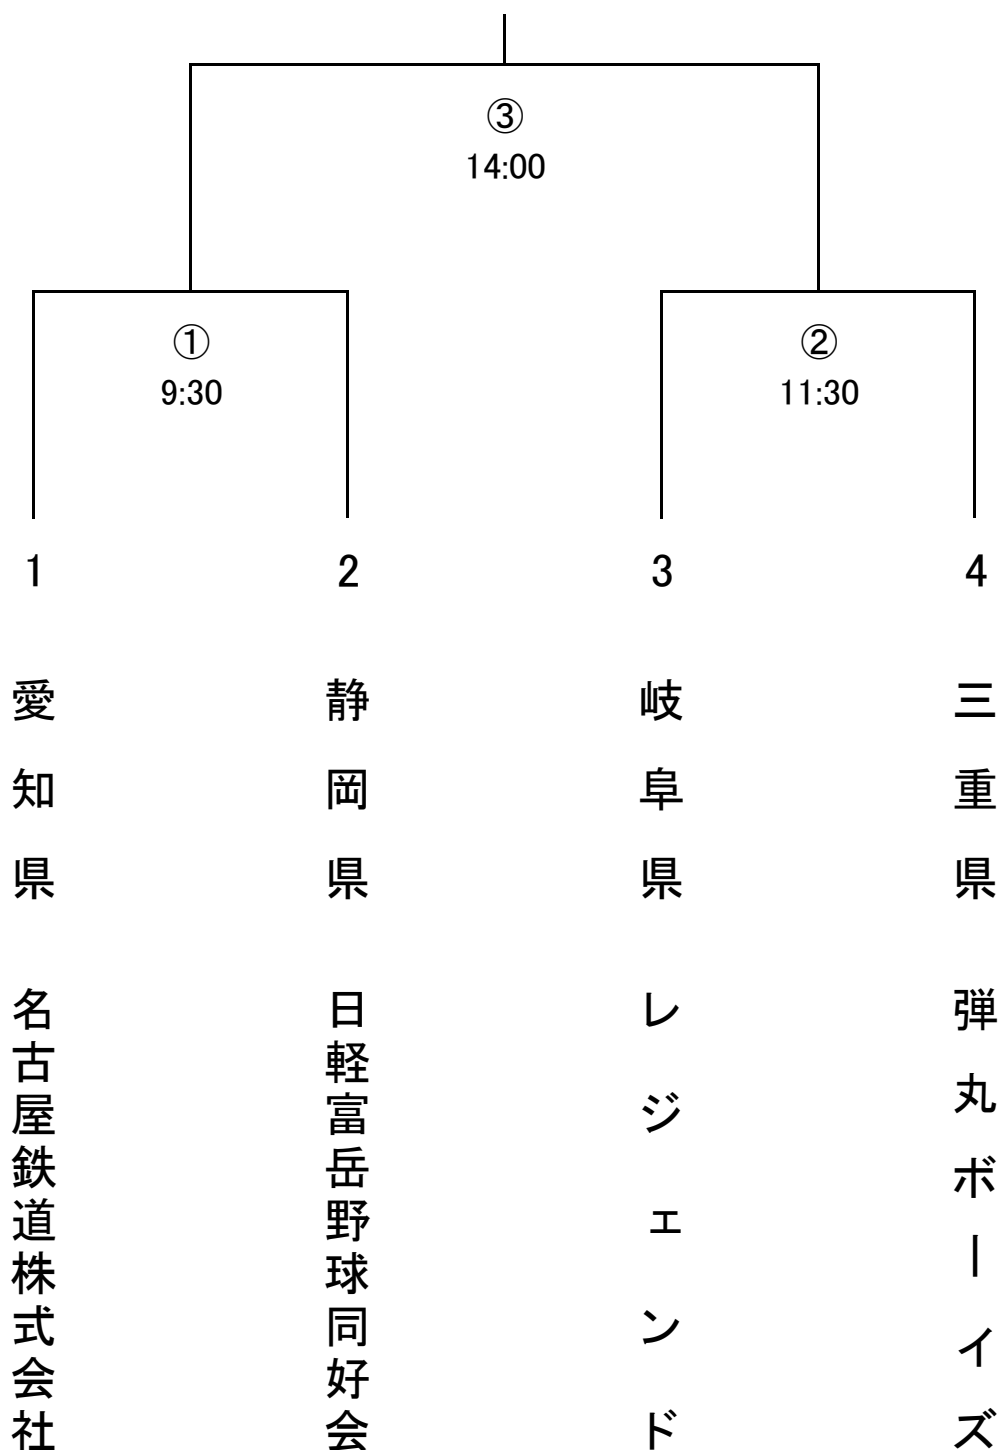 ③
14:00
①
9:30
②
11:30
1
2
3
4
愛知県
静岡県
岐阜県
三重県
名古屋鉄道株式会社
日軽富岳野球同好会
レジェンド
弾丸ボーイズ